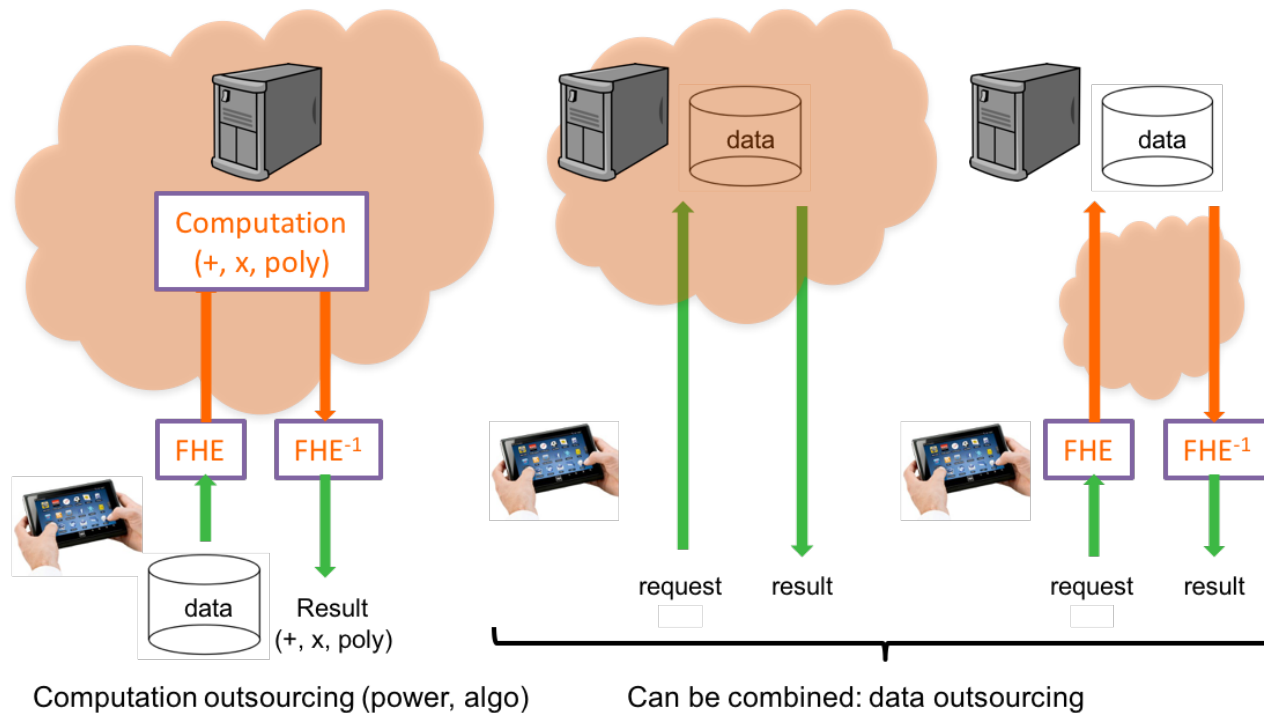 Computation
(+, x, poly)
FHE
FHE-1
data
Result
(+, x, poly)
Computation outsourcing (power, algo)
data
request
result
data
FHE
FHE-1
request
result
Can be combined: data outsourcing